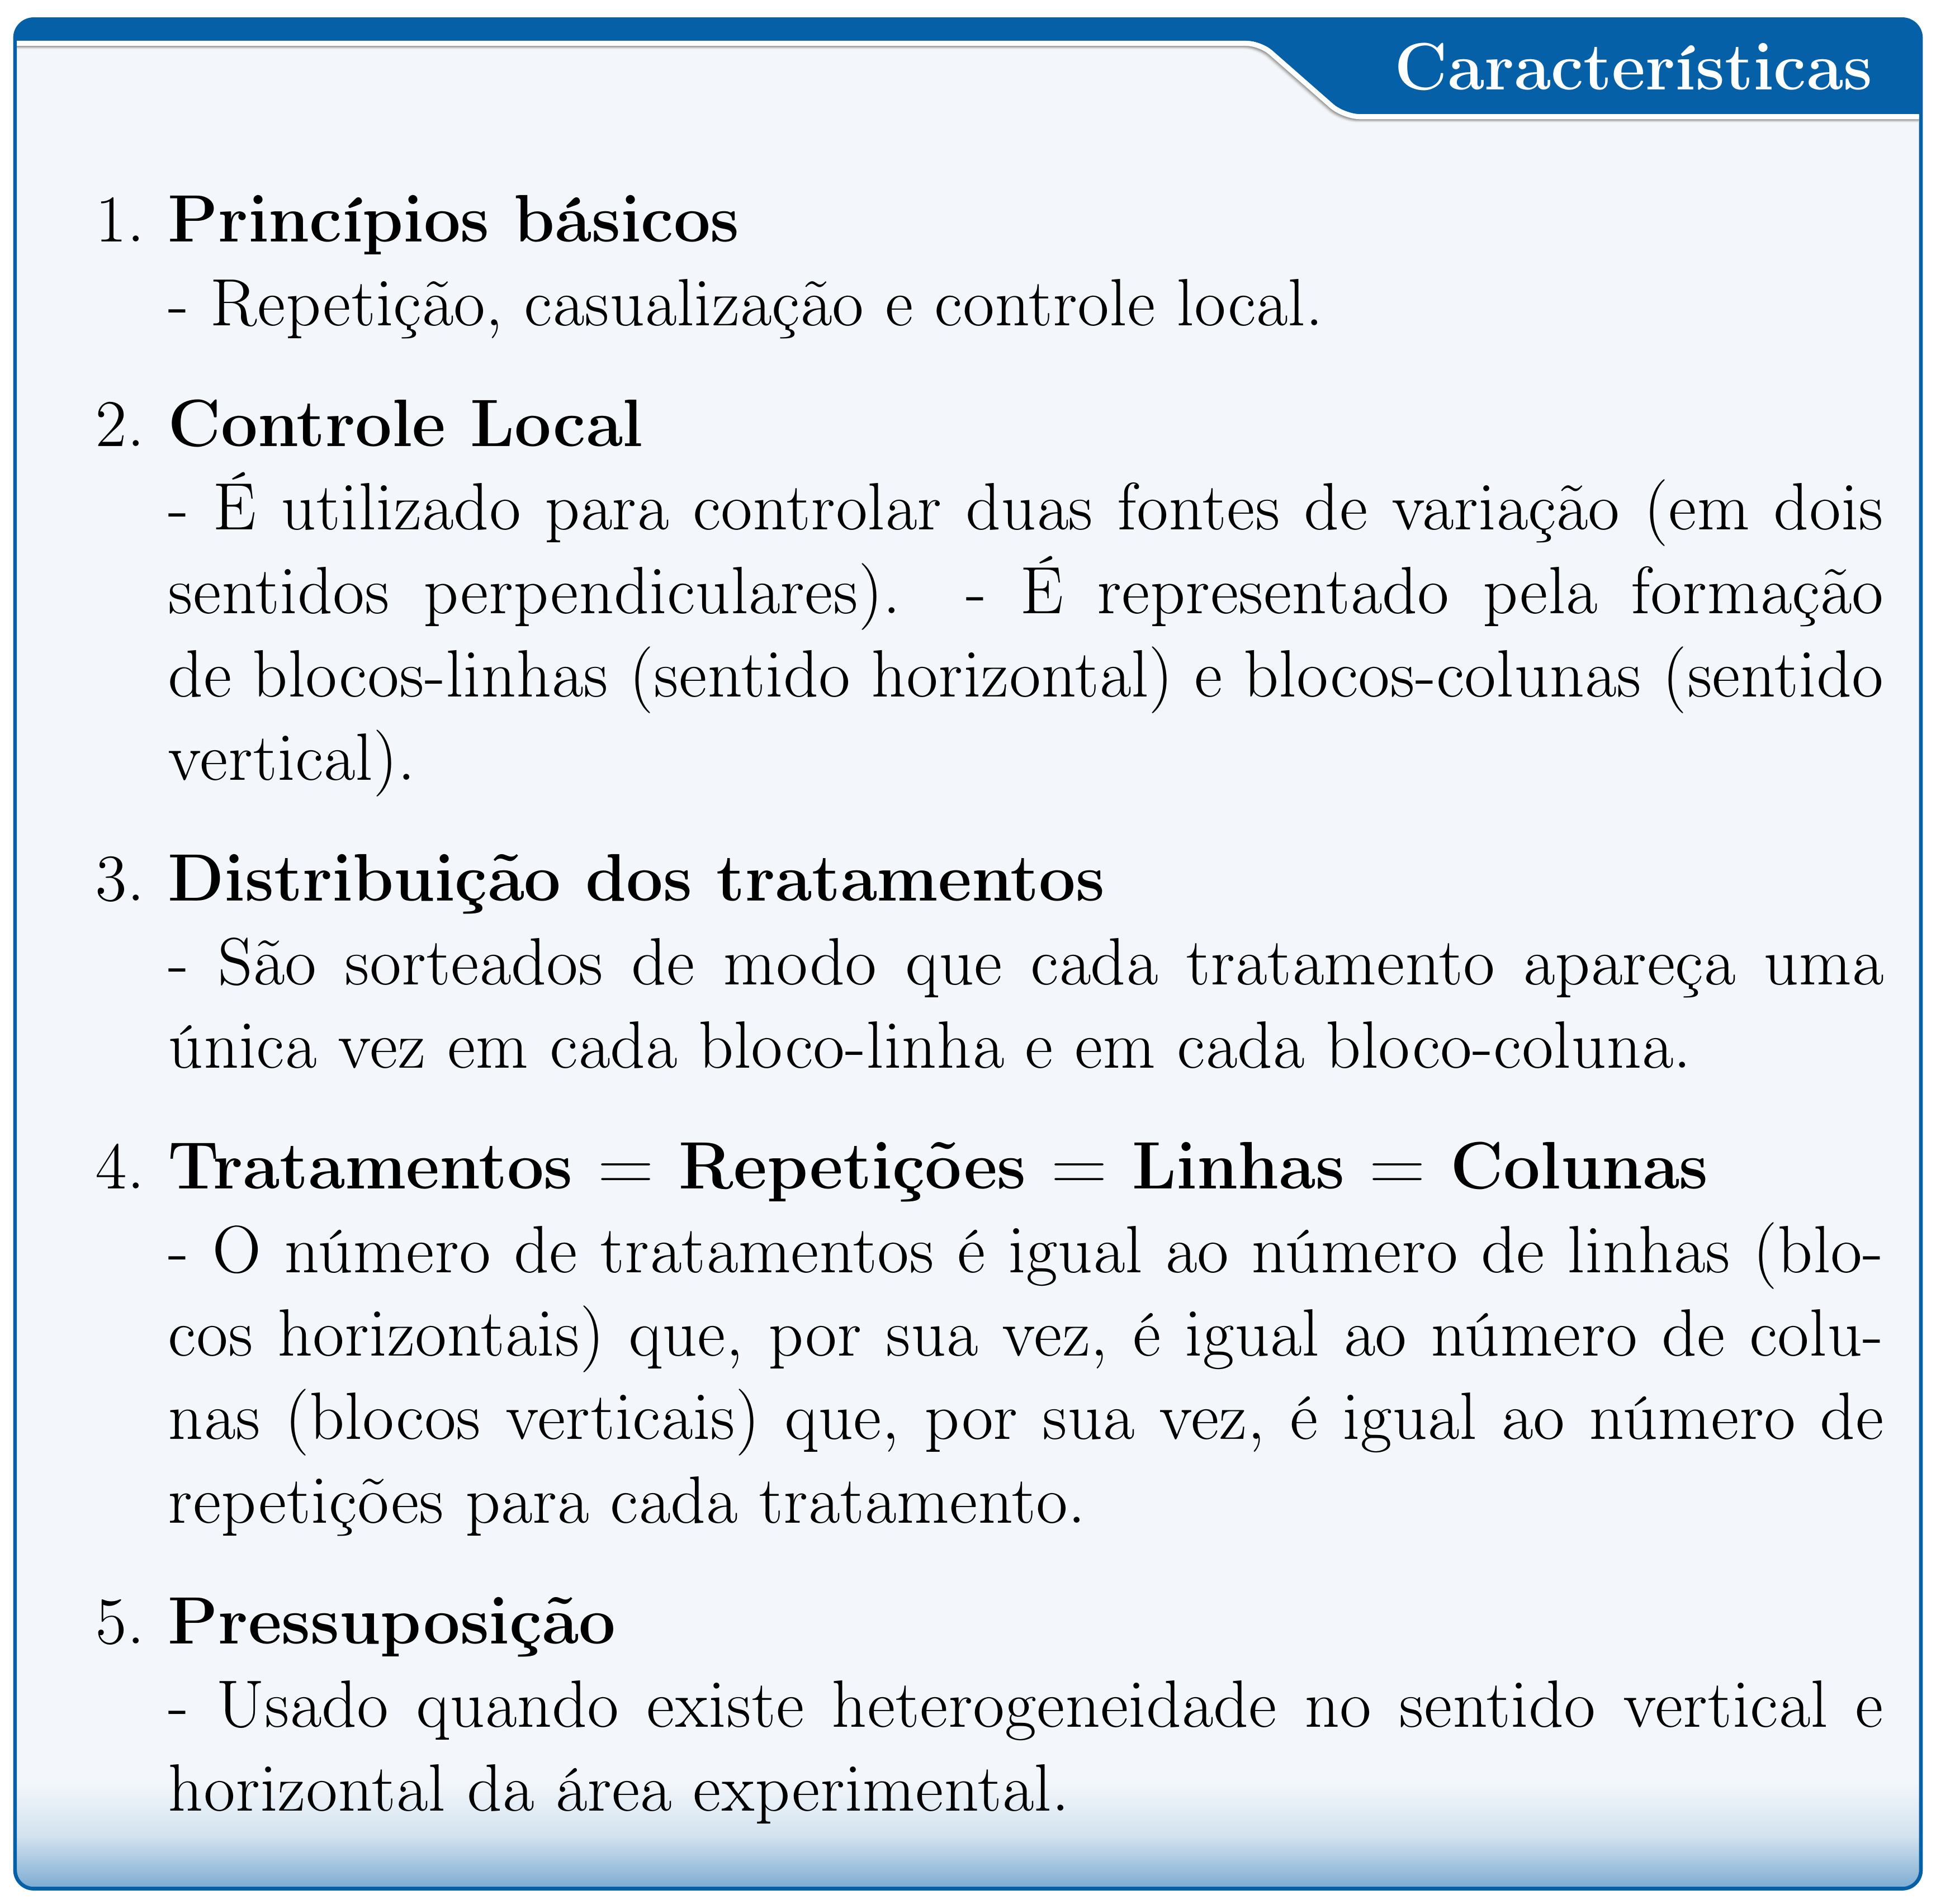 Características
1. Princípios básicos
- Repetição, casualização e controle local.
2. Controle Local
- É utilizado para controlar duas fontes de variação (em dois
sentidos perpendiculares). - É representado pela formação
de blocos-linhas (sentido horizontal) e blocos-colunas (sentido
vertical).
3. Distribuição dos tratamentos
- São sorteados de modo que cada tratamento apareça uma
única vez em cada bloco-linha e em cada bloco-coluna.
4. Tratamentos = Repetições = Linhas = Colunas
- O número de tratamentos é igual ao número de linhas (blo-
cos horizontais) que, por sua vez, é igual ao número de colu-
nas (blocos verticais) que, por sua vez, é igual ao número de
repetições para cada tratamento.
5. Pressuposição
- Usado quando existe heterogeneidade no sentido vertical e
horizontal da área experimental.